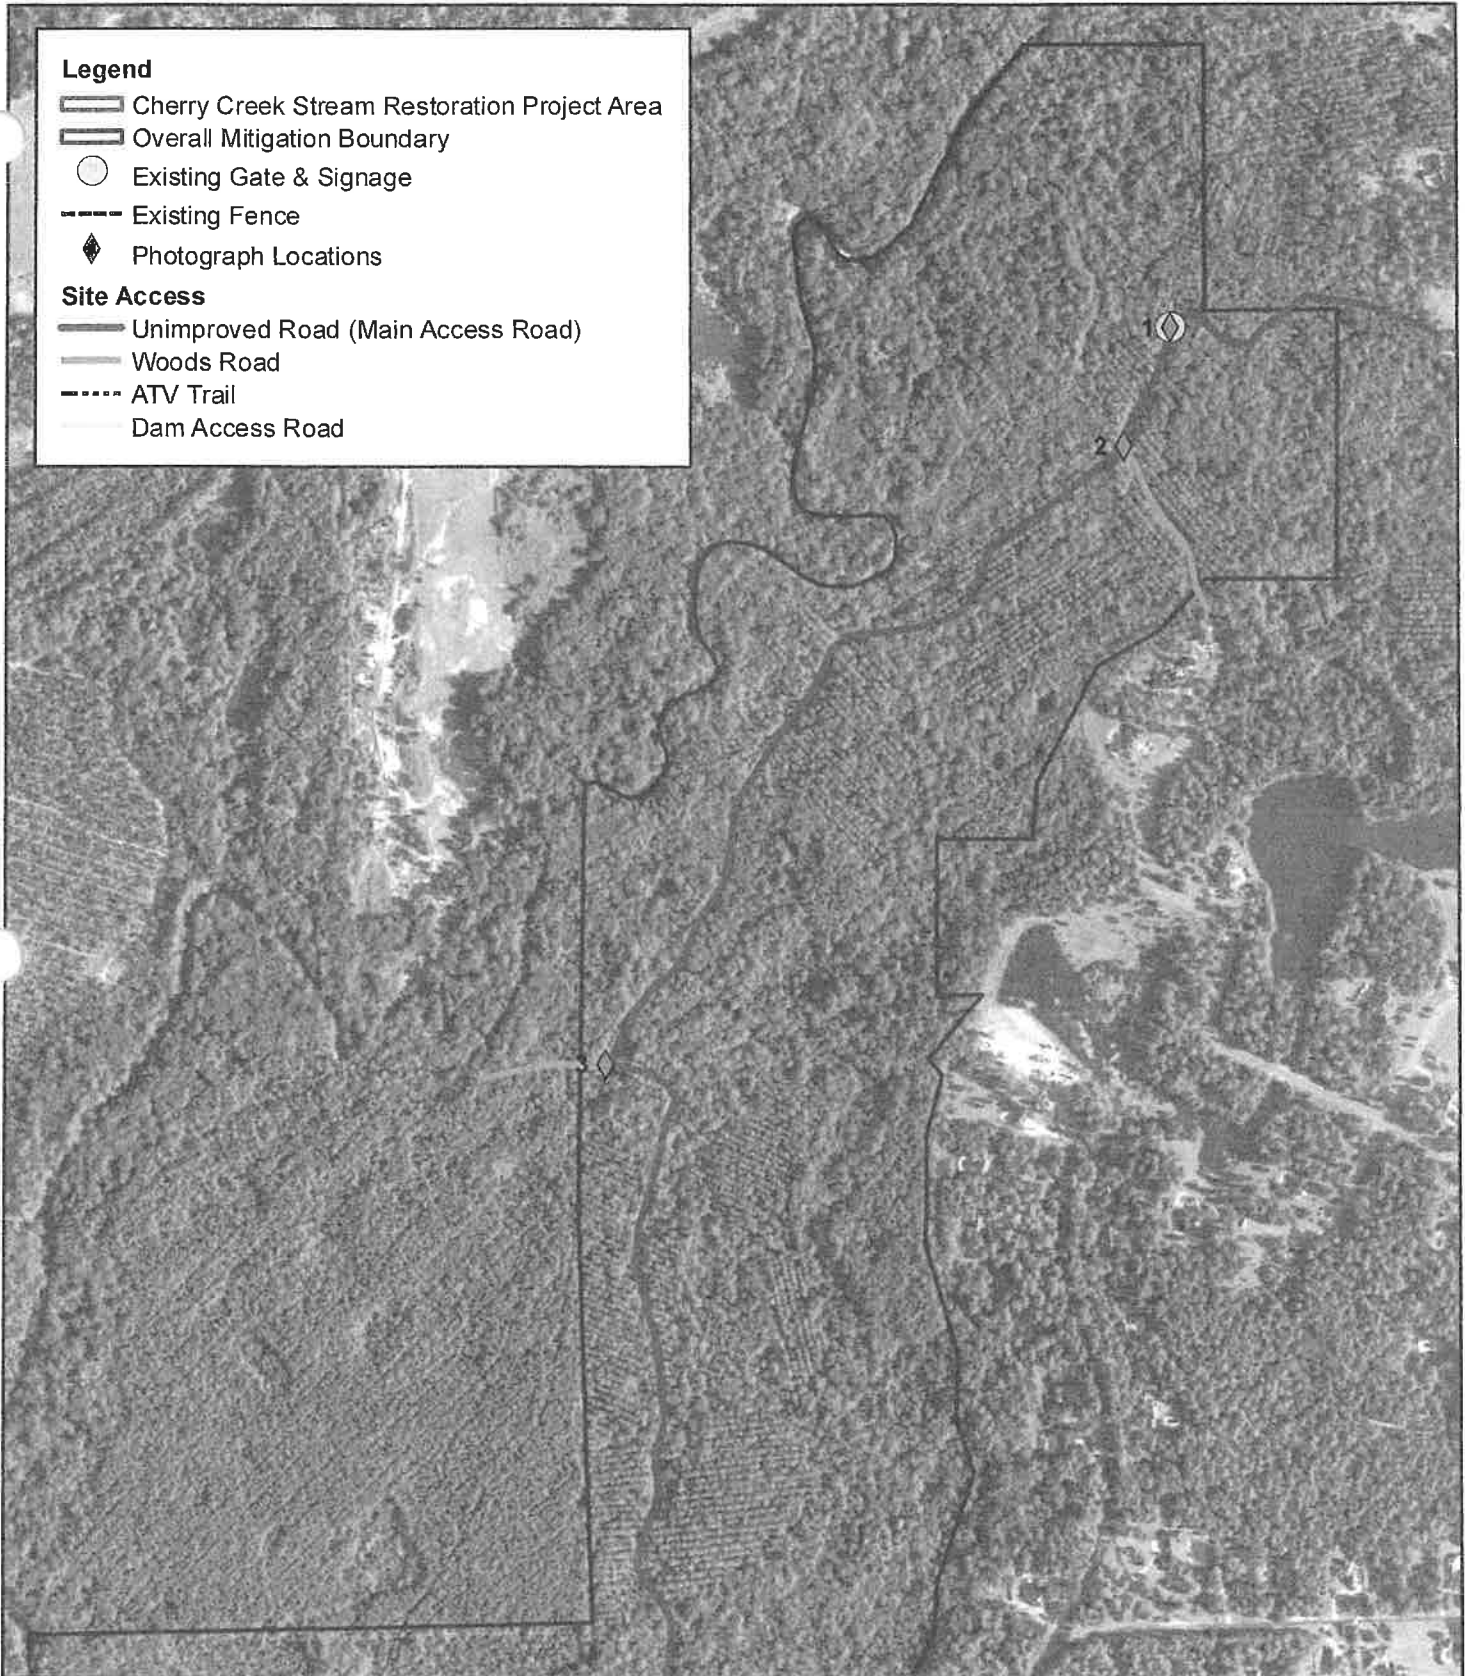 Legend
Cherry Creek Stream Restoration Project Area
Overall Mitigation Boundary
Existing Gate & Signage
Existing Fence
Photograph Locations
Site Access
Unimproved Road (Main Access Road)
Woods Road
ATV Trail
Dam Access Road
1
2